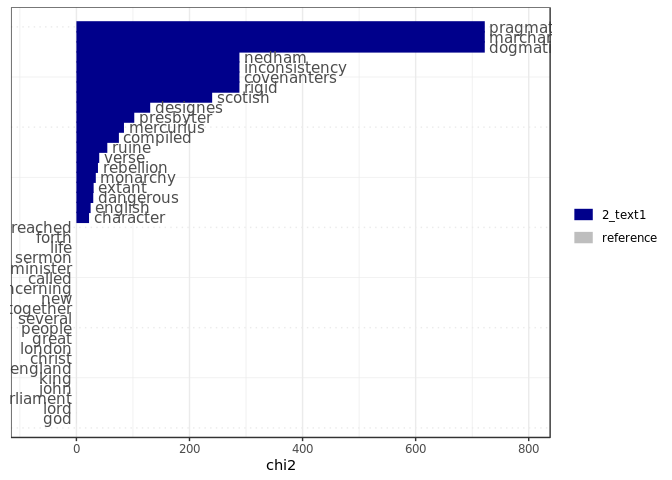 pragmat
marchar
dogmati
nedham
inconsistency
covenanters
rigid
scotish
designes
presbyter
mercurius
compiled
ruine
verse
rebellion
monarchy
extant
dangerous
english
character
reached
forth
life
sermon
minister
called
ncerning
new
together
several
people
great
london
christ
england
king
john
rliament
lord
god
0 200 400 600 800
chi2
2_text1
reference